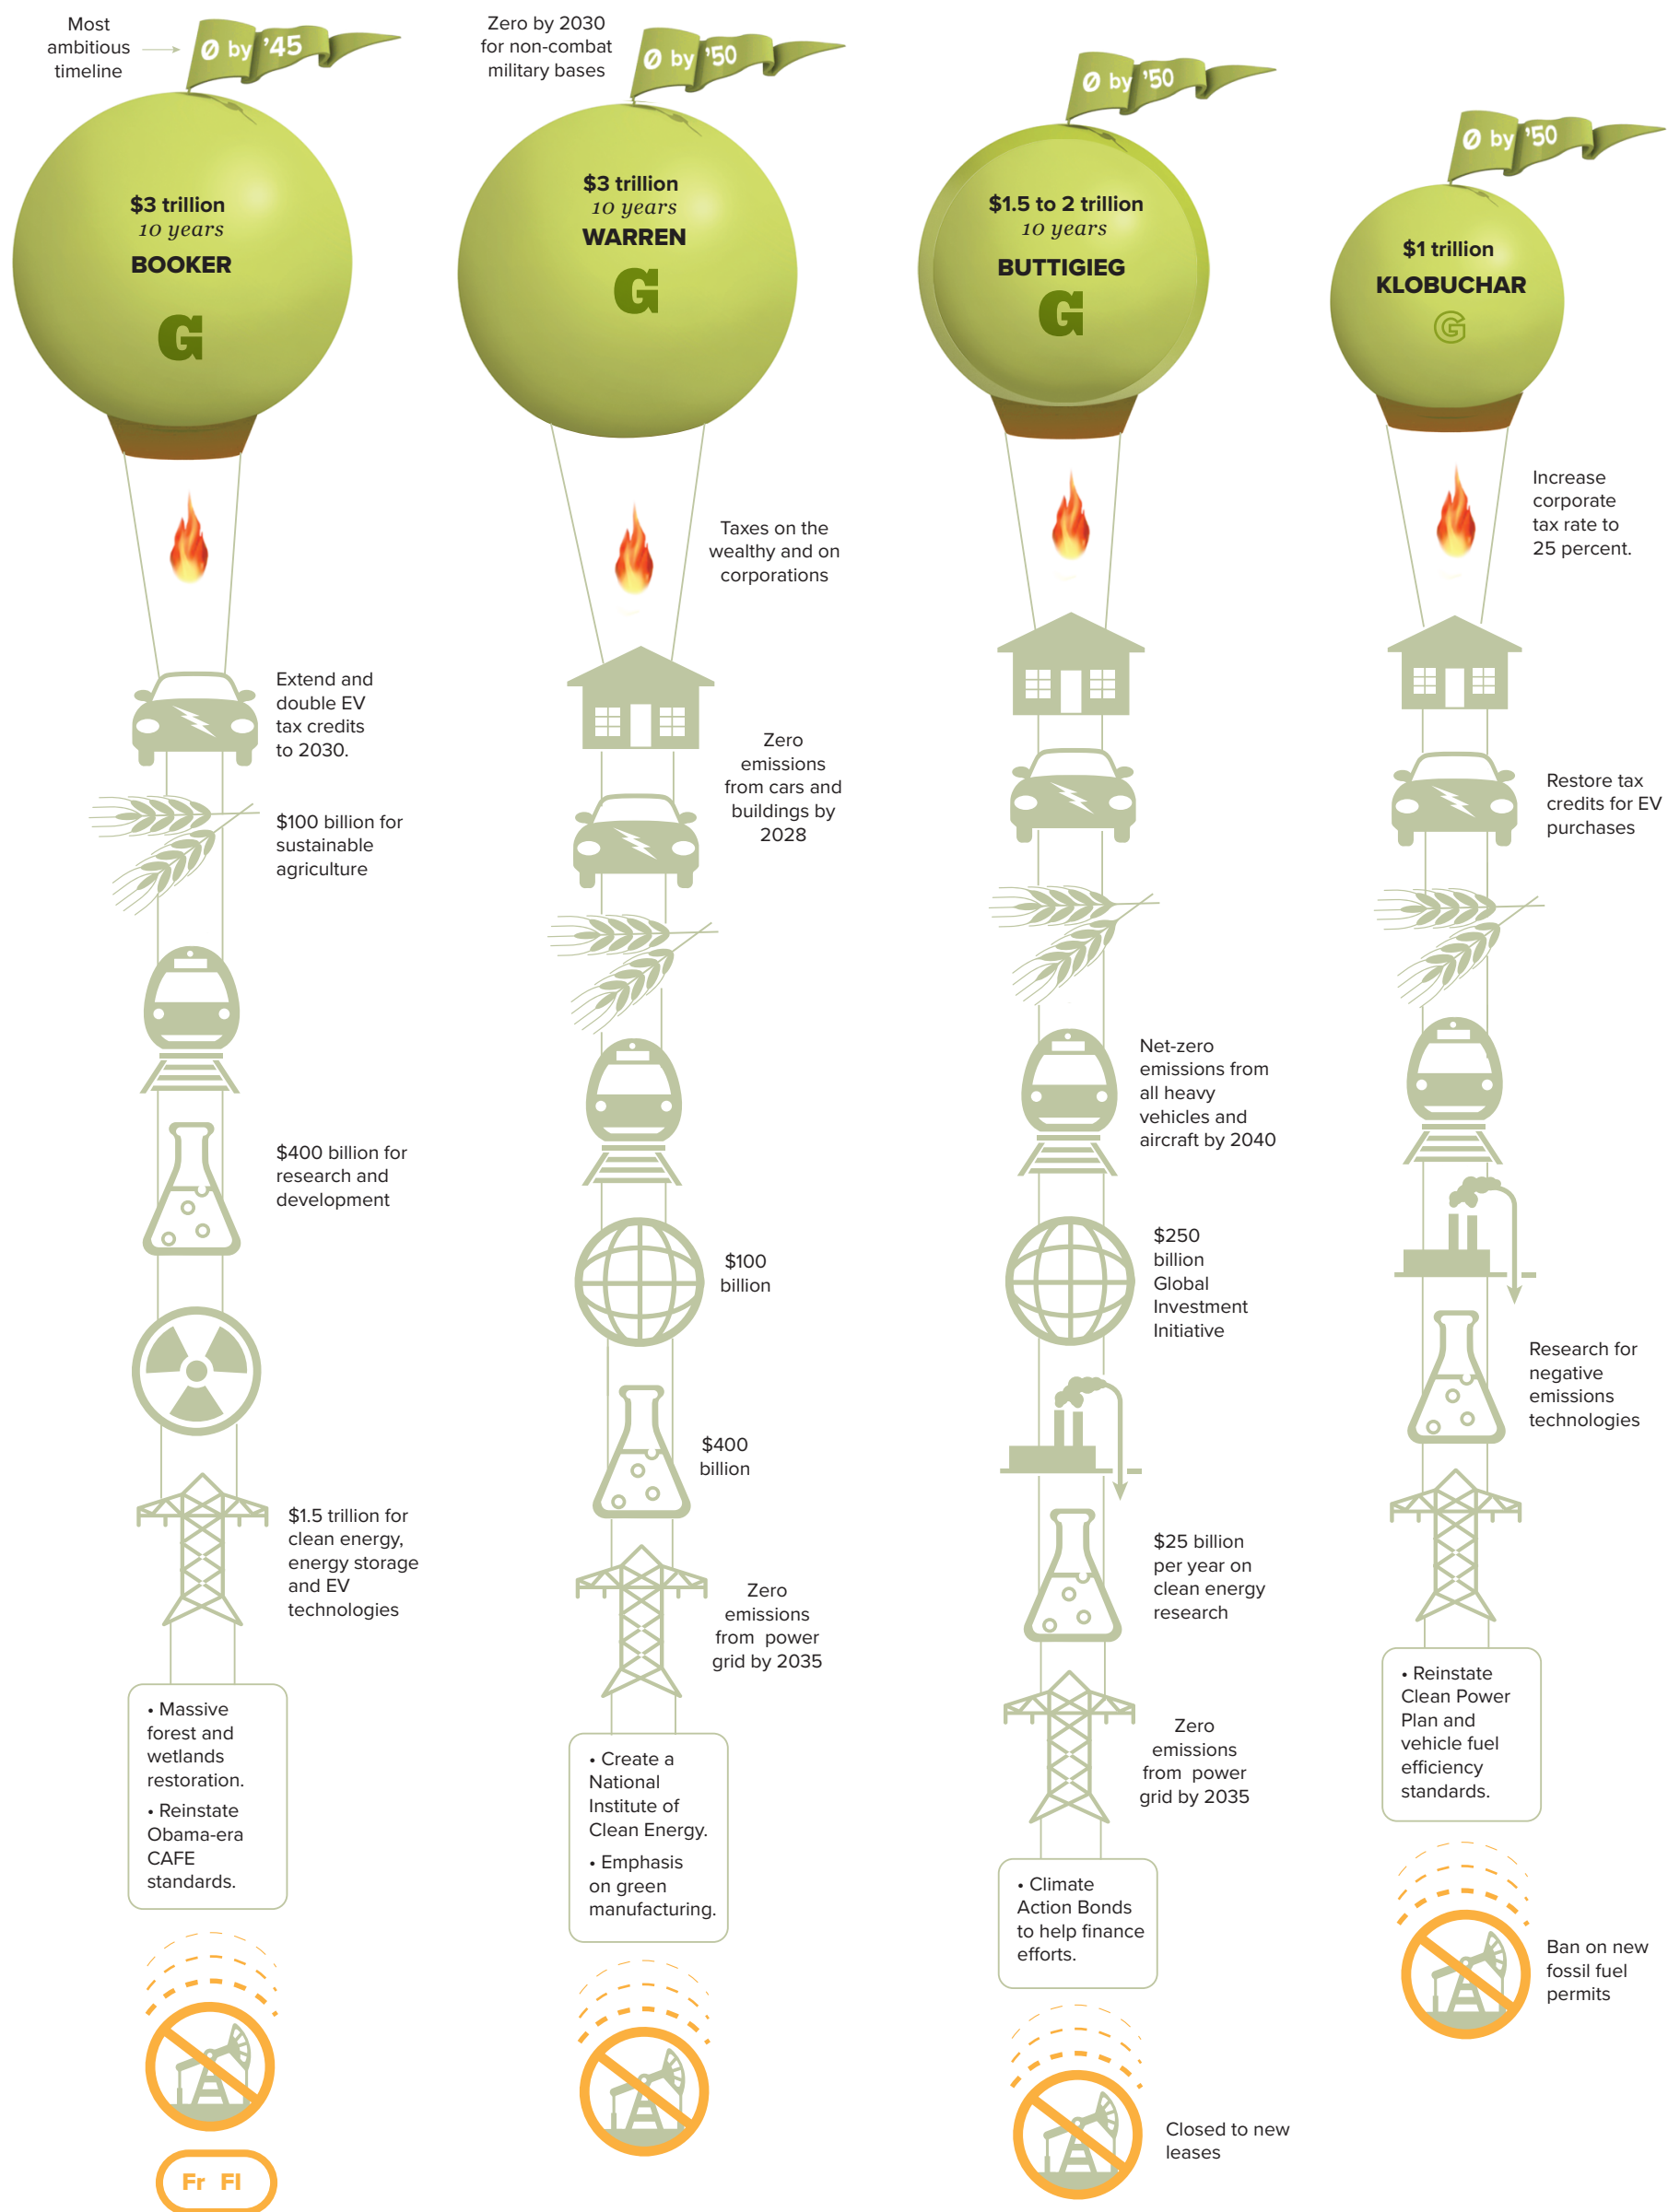 Most
ambitious
timeline
Ø by '45
$3 trillion
10 years
BOOKER
G
Extend and
double EV
tax credits
to 2030.
$100 billion for
sustainable
agriculture
$400 billion for
research and
development
$1.5 trillion for
clean energy,
energy storage
and EV
technologies
• Massive
forest and
wetlands
restoration.
• Reinstate
Obama-era
CAFE
standards.
Fr FI
Zero by 2030
for non-combat
military bases
Ø by '50
$3 trillion
10 years
WARREN
G
Taxes on the
wealthy and on
corporations
Zero
emissions
from cars and
buildings by
2028
$100
billion
$400
billion
Zero
emissions
from power
grid by 2035
• Create a
National
Institute of
Clean Energy.
• Emphasis
on green
manufacturing.
Ø by '50
$1.5 to 2 trillion
10 years
BUTTIGIEG
G
Net-zero
emissions from
all heavy
vehicles and
aircraft by 2040
$250
billion
Global
Investment
Initiative
$25 billion
per year on
clean energy
research
Zero
emissions
from power
grid by 2035
• Climate
Action Bonds
to help finance
efforts.
Closed to new
leases
Ø by '50
$1 trillion
KLOBUCHAR
G
Increase
corporate
tax rate to
25 percent.
Restore tax
credits for EV
purchases
Research for
negative
emissions
technologies
• Reinstate
Clean Power
Plan and
vehicle fuel
efficiency
standards.
Ban on new
fossil fuel
permits